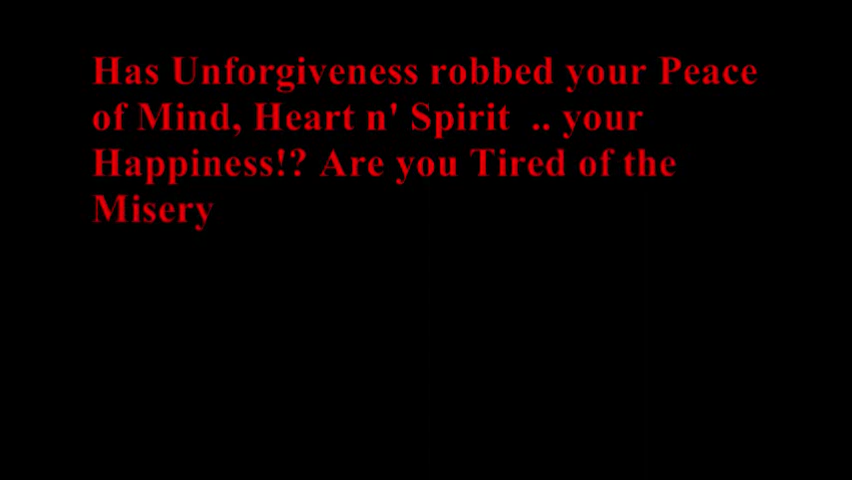 Has Unforgiveness robbed your Peace
of Mind, Heart n' Spirit  .. your
Happiness!? Are you Tired of the
Misery